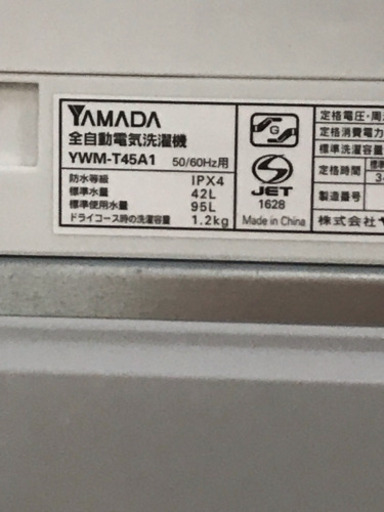 YAMADA
全自動電気洗濯機
YWM-T45A1 50/60Hz用
防水等級 IPX4
標準水量 42L
標準使用水量 95L
ドライコース時の洗濯容量 1.2kg
G
JET
1628
Made in China
定格電圧・周
定格消費電力
標準洗濯容
定格時間
製造番号
株式会社ヤ